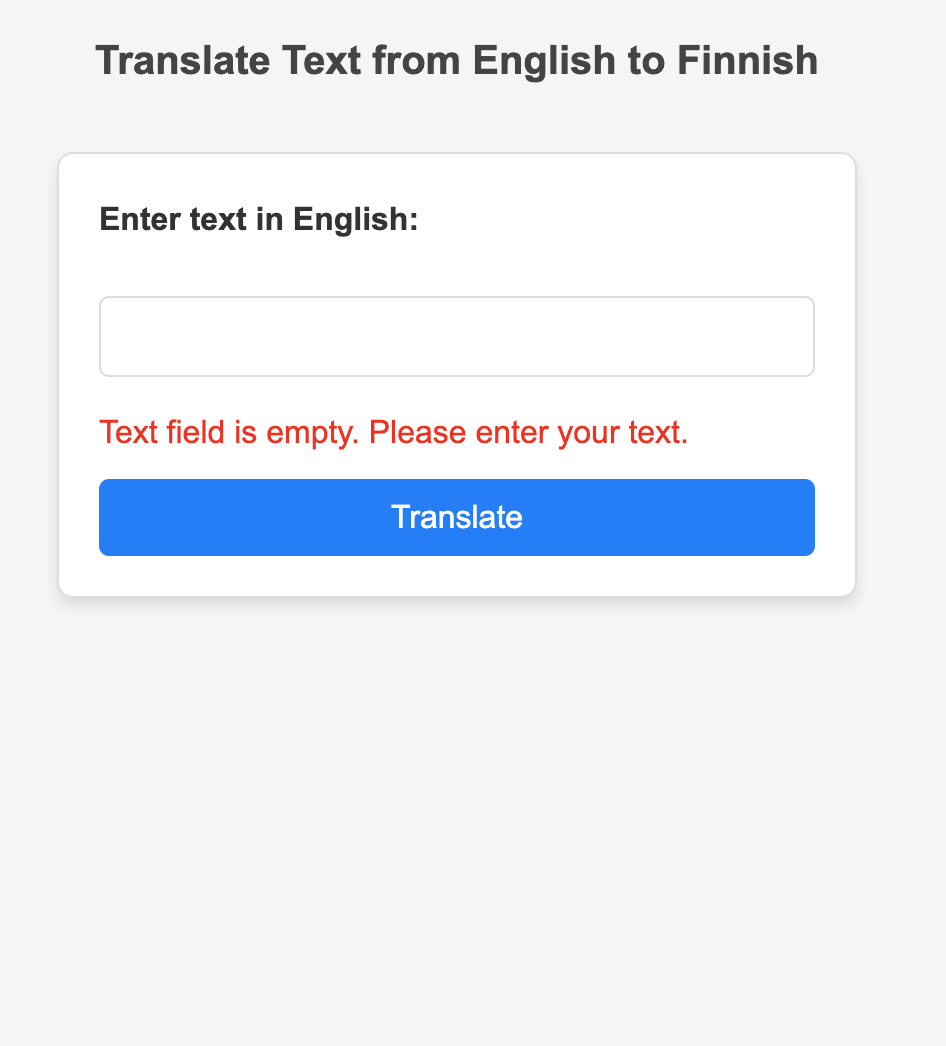 Translate Text from English to Finnish
Enter text in English:
Text field is empty. Please enter your text.
Translate